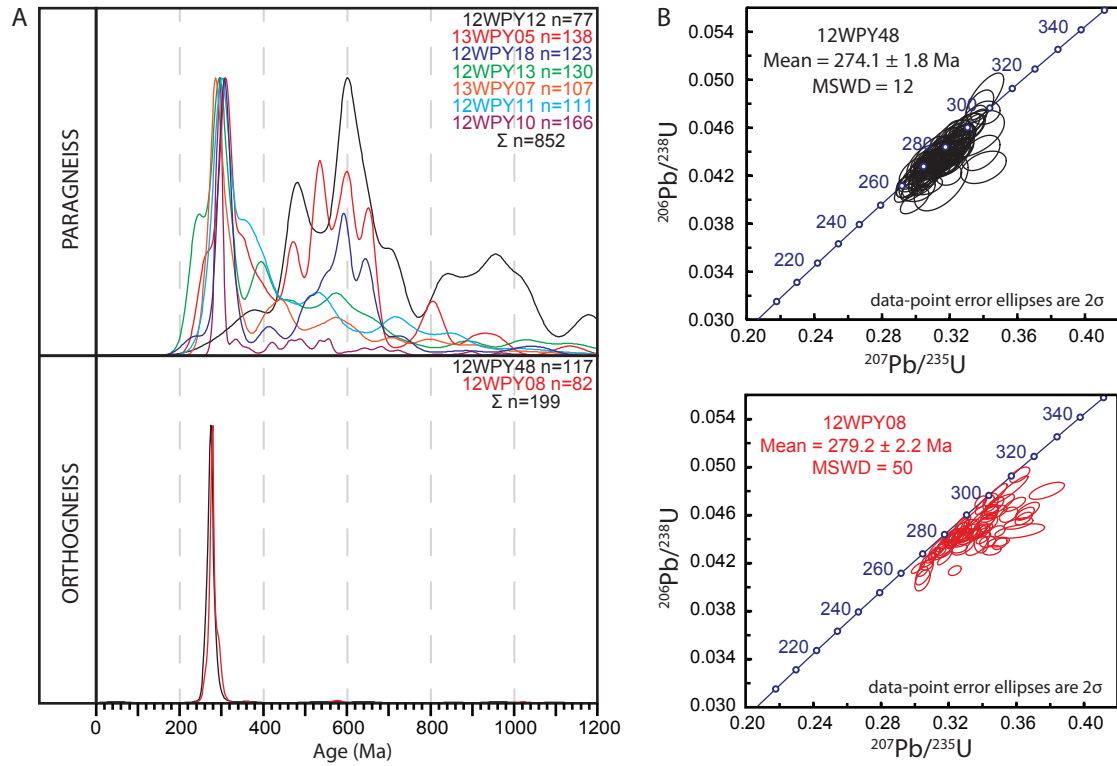 A
PARAGNEISS
12WPY12 n=77
13WPY05 n=138
12WPY18 n=123
12WPY13 n=130
13WPY07 n=107
12WPY11 n=111
12WPY10 n=166
Σ n=852
ORTHOGNEISS
12WPY48 n=117
12WPY08 n=82
Σ n=199
0 200 400 600 800 1000 1200
Age (Ma)
B
12WPY48
Mean = 274.1 ± 1.8 Ma
MSWD = 12
340
320
300
280
260
240
220
data-point error ellipses are 2σ
0.054
0.050
0.046
0.042
0.038
0.034
0.030
206Pb/238U
0.20 0.24 0.28 0.32 0.36 0.40
207Pb/235U
12WPY08
Mean = 279.2 ± 2.2 Ma
MSWD = 50
340
320
300
280
260
240
220
data-point error ellipses are 2σ
0.054
0.050
0.046
0.042
0.038
0.034
0.030
206Pb/238U
0.20 0.24 0.28 0.32 0.36 0.40
207Pb/235U